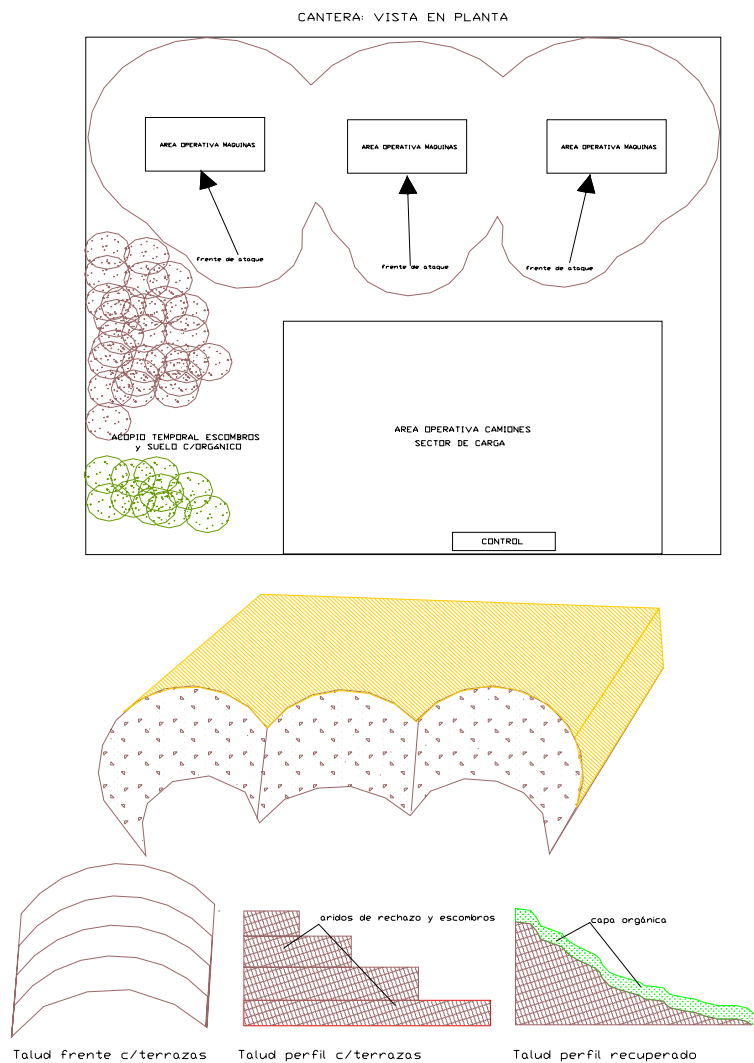 CANTERA: VISTA EN PLANTA
AREA OPERATIVA MAQUINAS
AREA OPERATIVA MAQUINAS
AREA OPERATIVA MAQUINAS
frente de ataque
frente de ataque
frente de ataque
AREA OPERATIVA CAMIONES
SECTOR DE CARGA
ACOPIO TEMPORAL ESCOMBROS
y SUELO C/ORGáNICO
CONTROL
aridos de rechazo y escombros
capa orgánica
Talud frente c/terrazas
Talud perfil c/terrazas
Talud perfil recuperado